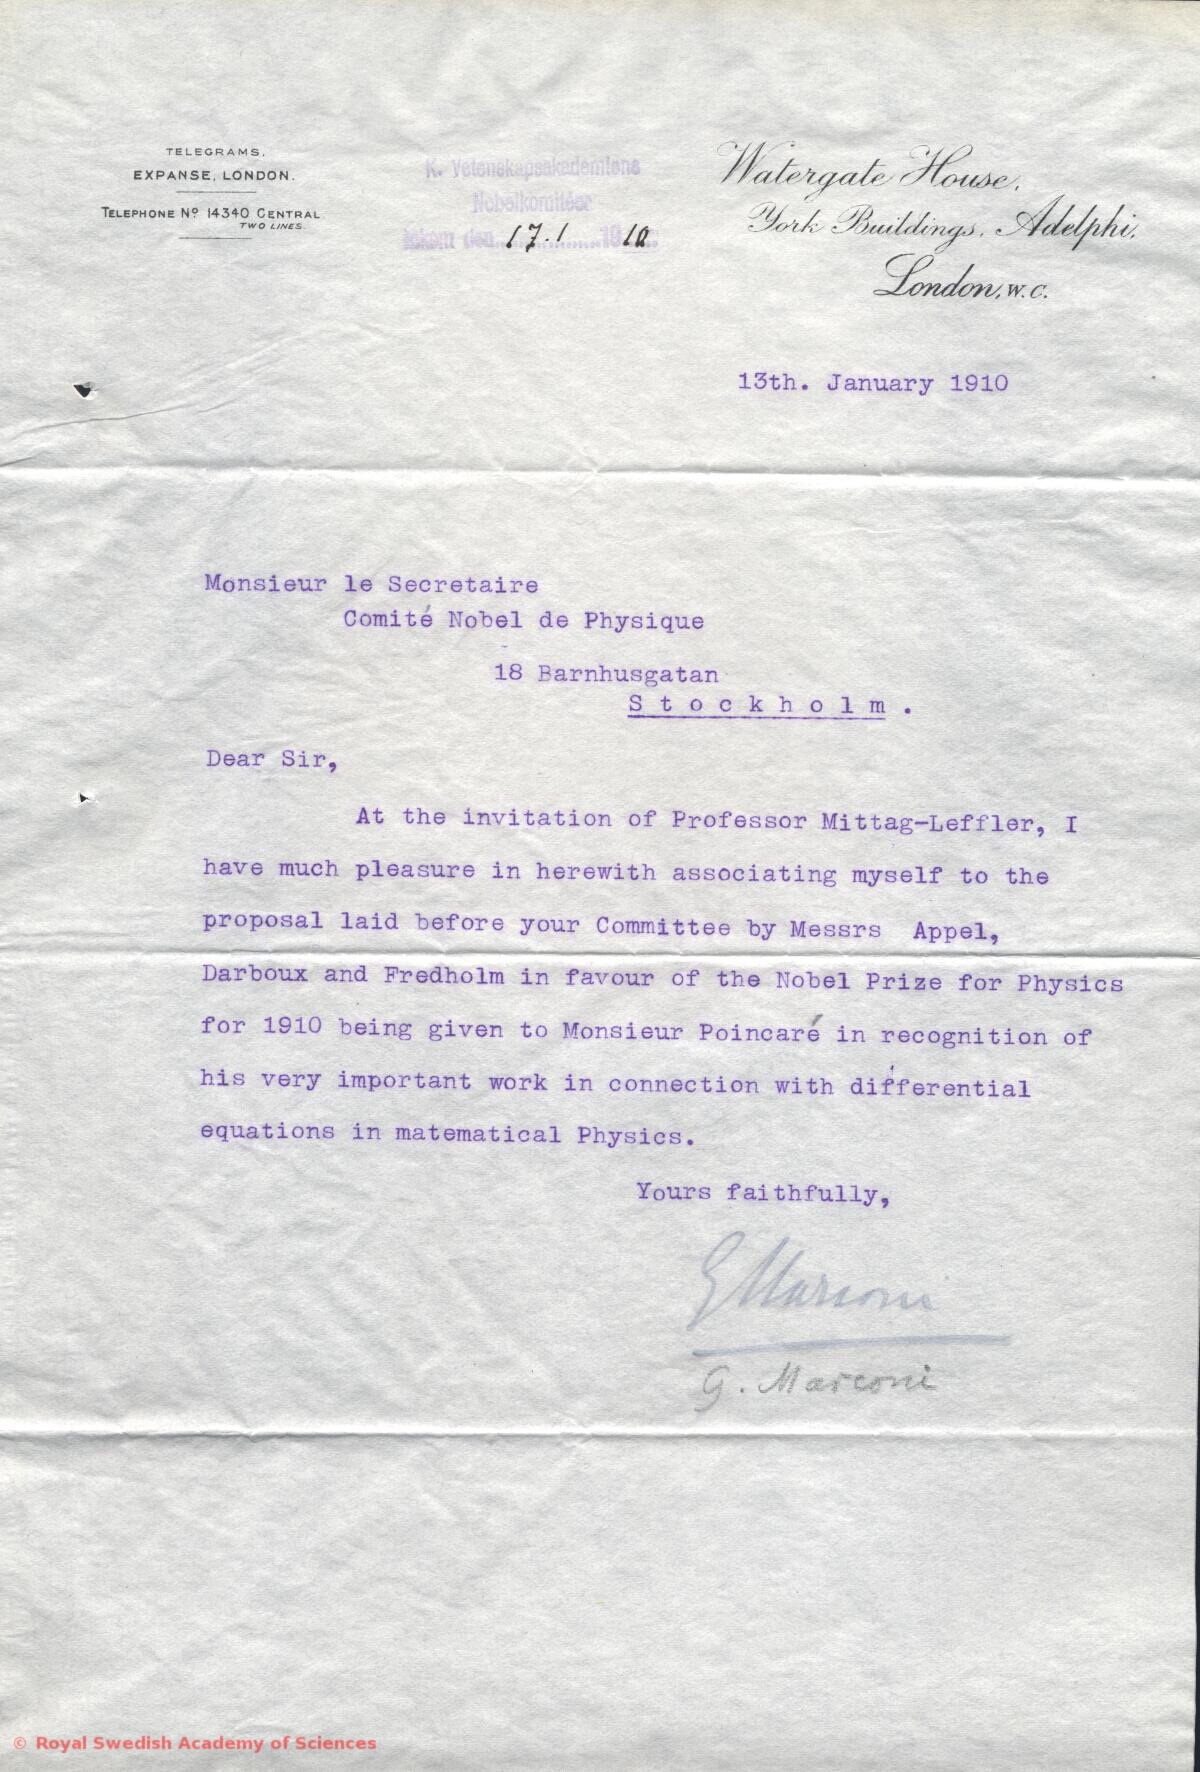 TELEGRAMS,
EXPANSE, LONDON.
TELEPHONE Nº 14340 CENTRAL
TWO LINES.
K. Vetenskapsakademiens
Nobelkomitéer
Inkom den 17.1 19 10
Watergate House,
York Buildings, Adelphi,
London, W.C.
13th. January 1910
Monsieur le Secretaire
Comité Nobel de Physique
18 Barnhusgatan
Stockholm.
Dear Sir,
At the invitation of Professor Mittag-Leffler, I
have much pleasure in herewith associating myself to the
proposal laid before your Committee by Messrs Appel,
Darboux and Fredholm in favour of the Nobel Prize for Physics
for 1910 being given to Monsieur Poincaré in recognition of
his very important work in connection with differential
equations in matematical Physics.
Yours faithfully,
G Marconi
G. Marconi
© Royal Swedish Academy of Sciences